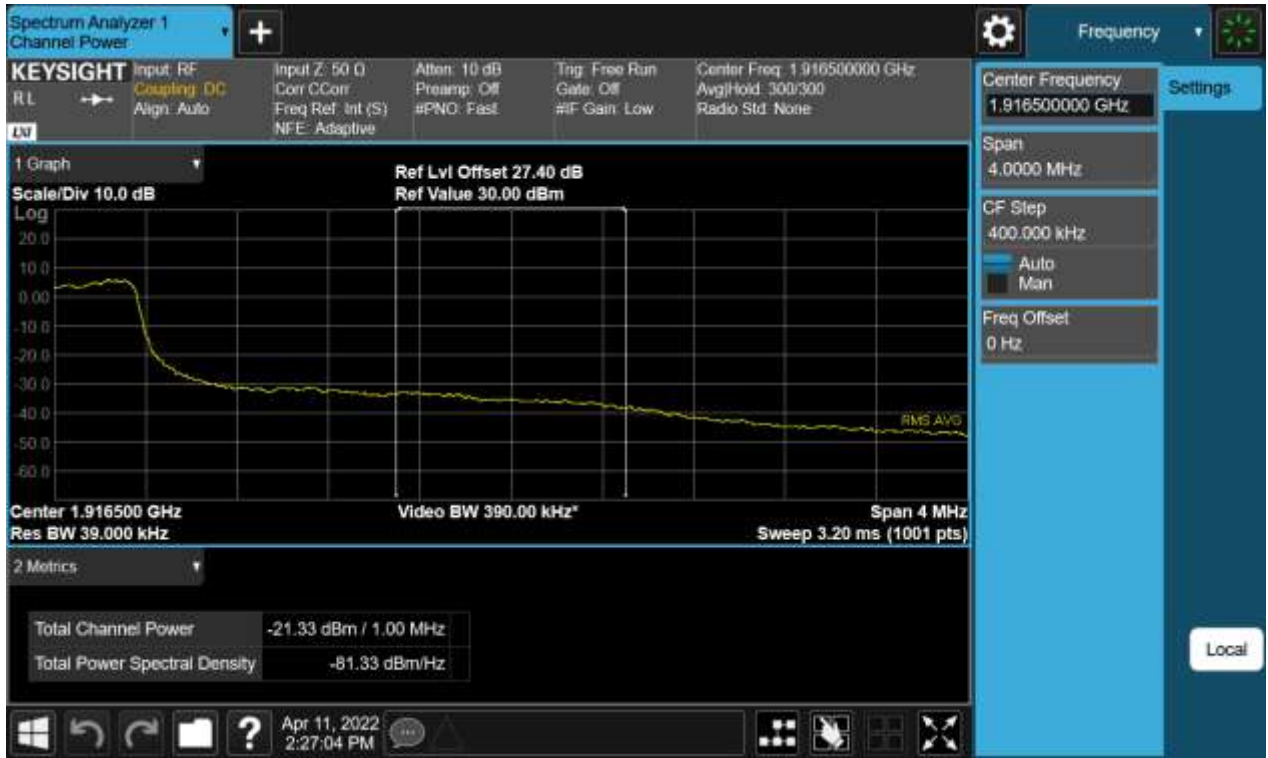 Spectrum Analyzer 1
Channel Power
+
Frequency
KEYSIGHT
RL
LXI
Input: RF
Coupling: DC
Align: Auto
Input Z: 50 Ω
Corr CCorr
Freq Ref: Int (S)
NFE: Adaptive
Atten: 10 dB
Preamp: Off
#PNO: Fast
Trig: Free Run
Gate: Off
#IF Gain: Low
Center Freq: 1.916500000 GHz
Avg|Hold: 300/300
Radio Std: None
Center Frequency
1.916500000 GHz
Settings
Span
4.0000 MHz
CF Step
400.000 kHz
Auto
Man
Freq Offset
0 Hz
Local
1 Graph
Scale/Div 10.0 dB
Ref Lvl Offset 27.40 dB
Ref Value 30.00 dBm
Log
20.0
10.0
0.00
-10.0
-20.0
-30.0
-40.0
-50.0
-60.0
RMS AVG
Center 1.916500 GHz
Video BW 390.00 kHz*
Span 4 MHz
Res BW 39.000 kHz
Sweep 3.20 ms (1001 pts)
2 Metrics
Total Channel Power
-21.33 dBm / 1.00 MHz
Total Power Spectral Density
-81.33 dBm/Hz
?
Apr 11, 2022
2:27:04 PM